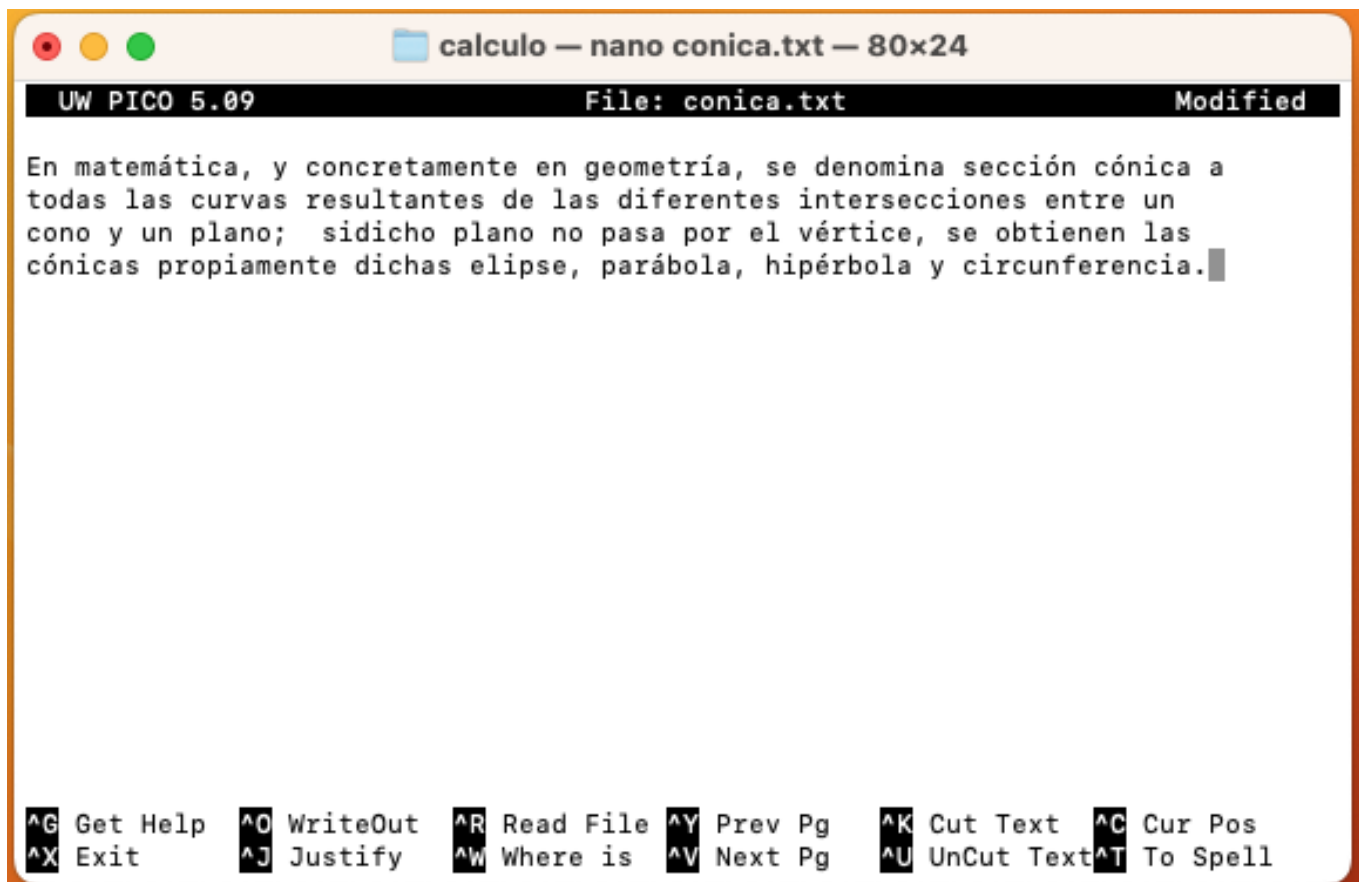 calculo — nano conica.txt — 80×24
UW PICO 5.09 File: conica.txt Modified
En matemática, y concretamente en geometría, se denomina sección cónica a
todas las curvas resultantes de las diferentes intersecciones entre un
cono y un plano;  sidicho plano no pasa por el vértice, se obtienen las
cónicas propiamente dichas elipse, parábola, hipérbola y circunferencia.
^G Get Help ^O WriteOut ^R Read File ^Y Prev Pg ^K Cut Text ^C Cur Pos
^X Exit ^J Justify ^W Where is ^V Next Pg ^U UnCut Text ^T To Spell